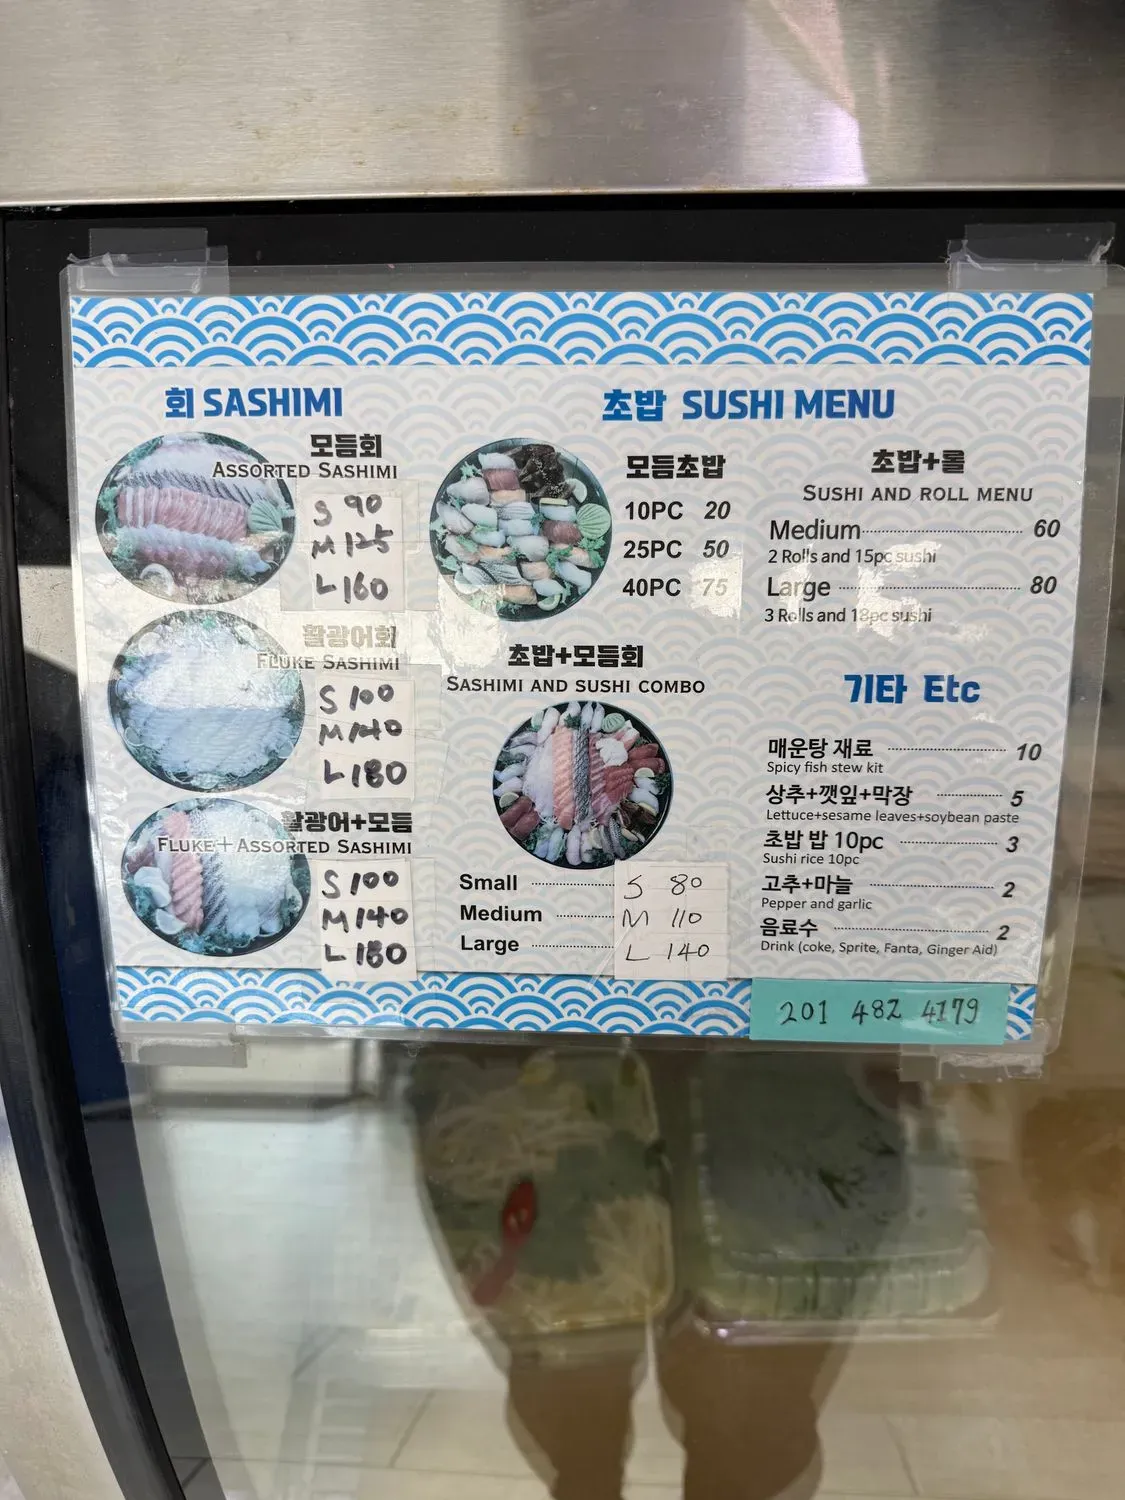 회 SASHIMI
모듬회
ASSORTED SASHIMI
S 90
M 125
L 160
활광어회
FLUKE SASHIMI
S 100
M 140
L 180
활광어+모듬
FLUKE+ASSORTED SASHIMI
S 100
M 140
L 180
초밥 SUSHI MENU
모듬초밥
10PC 20
25PC 50
40PC 75
초밥+모듬회
SASHIMI AND SUSHI COMBO
Small S 80
Medium M 110
Large L 140
초밥+롤
SUSHI AND ROLL MENU
Medium 60
2 Rolls and 15pc sushi
Large 80
3 Rolls and 18pc sushi
기타 Etc
매운탕 재료 10
Spicy fish stew kit
상추+깻잎+막장 5
Lettuce+sesame leaves+soybean paste
초밥 밥 10pc 3
Sushi rice 10pc
고추+마늘 2
Pepper and garlic
음료수 2
Drink (coke, Sprite, Fanta, Ginger Aid)
201 482 4179